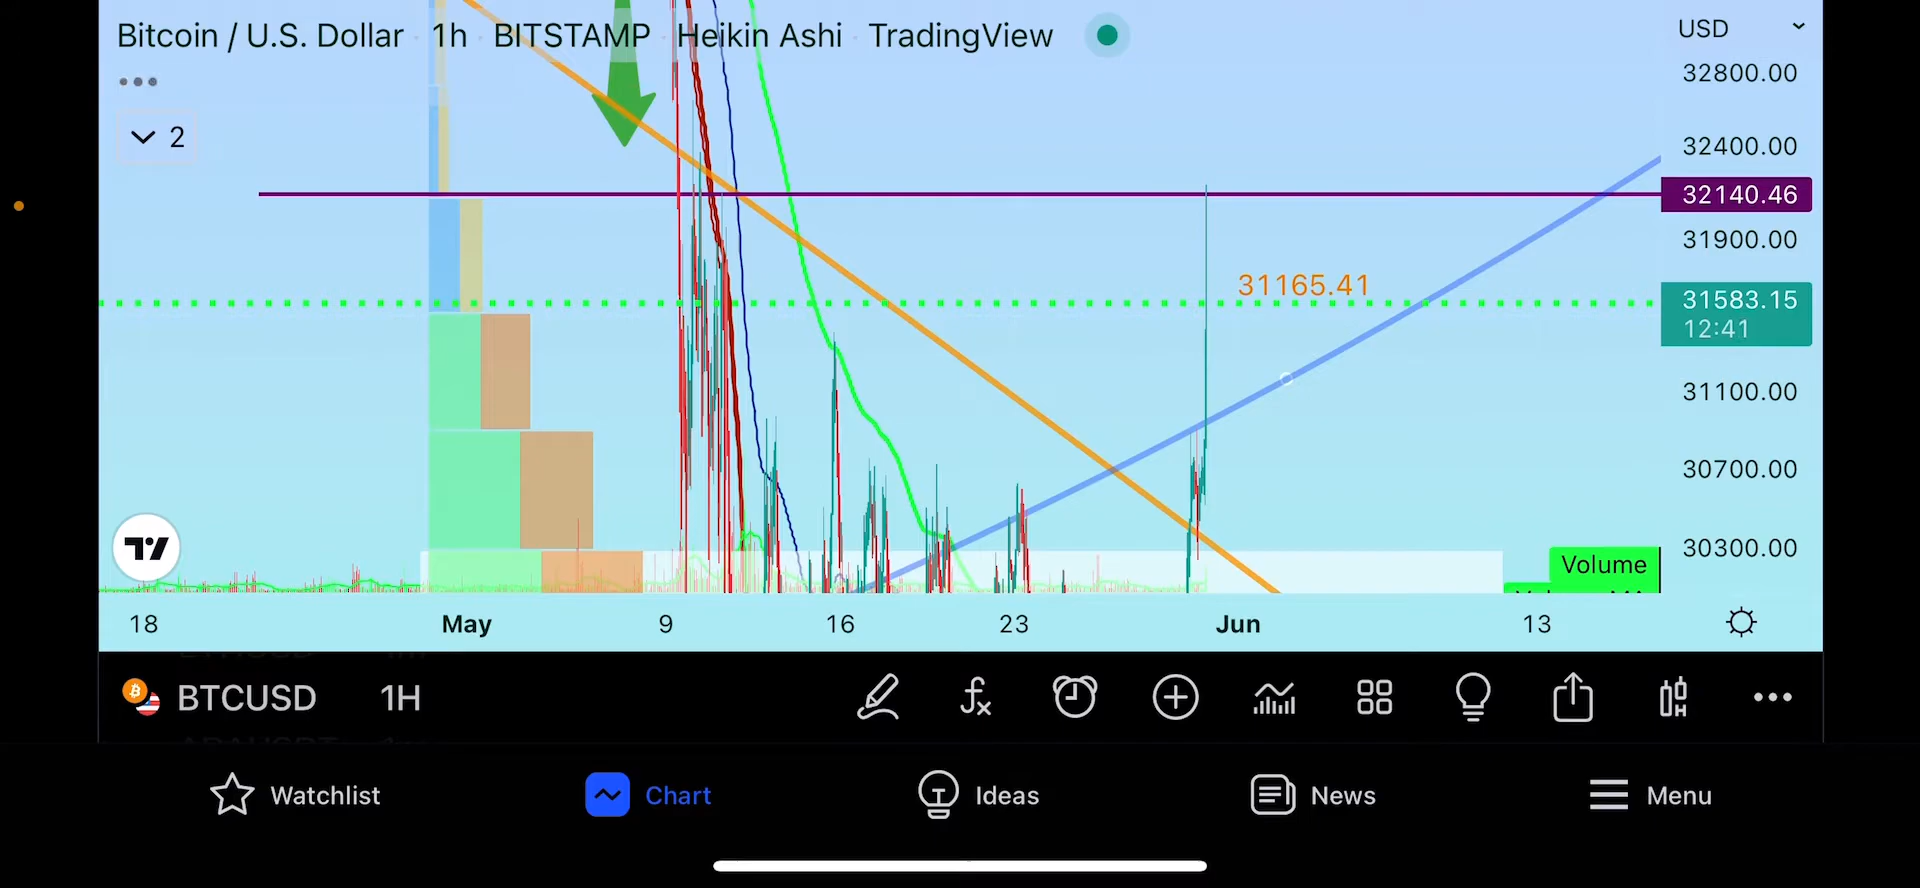 Bitcoin / U.S. Dollar · 1h · BITSTAMP · Heikin Ashi · TradingView
USD
32800.00
2
32400.00
32140.46
31900.00
31165.41
31583.15
12:41
31100.00
30700.00
30300.00
Volume
18 May 9 16 23 Jun 13
BTCUSD 1H
Watchlist Chart Ideas News Menu